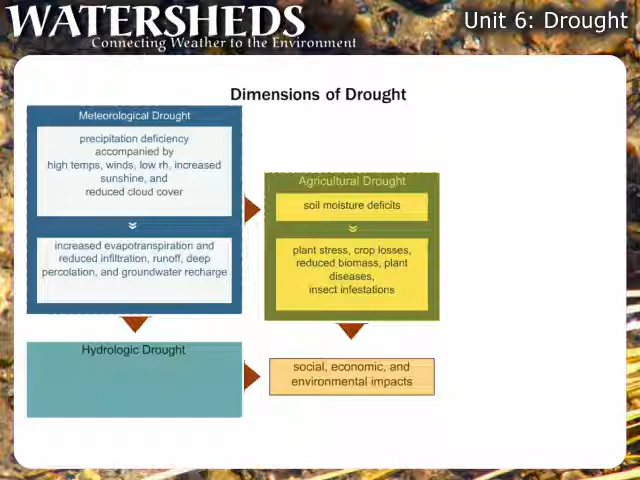 WATERSHEDS
Connecting Weather to the Environment
Unit 6: Drought
Dimensions of Drought
Meteorological Drought
precipitation deficiency
accompanied by
high temps, winds, low rh, increased
sunshine, and
reduced cloud cover
increased evapotranspiration and
reduced infiltration, runoff, deep
percolation, and groundwater recharge
Agricultural Drought
soil moisture deficits
plant stress, crop losses,
reduced biomass, plant
diseases,
insect infestations
Hydrologic Drought
social, economic, and
environmental impacts